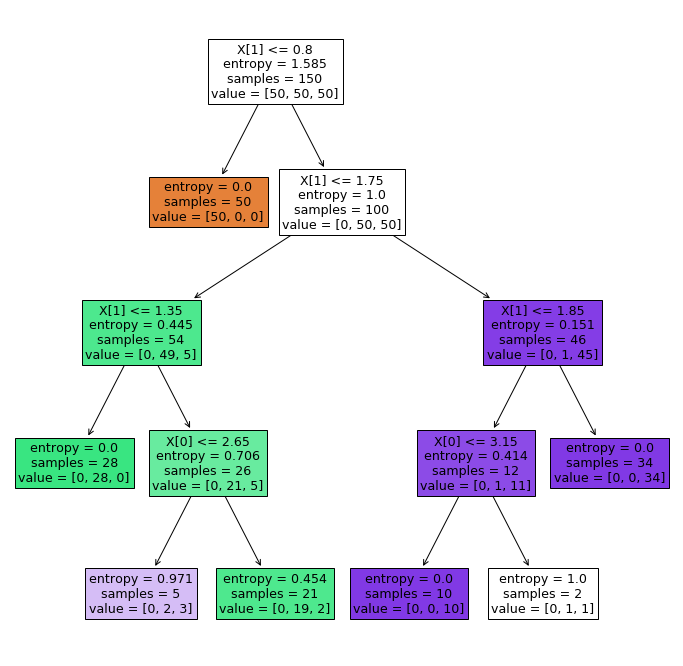 X[1] <= 0.8
entropy = 1.585
samples = 150
value = [50, 50, 50]
entropy = 0.0
samples = 50
value = [50, 0, 0]
X[1] <= 1.75
entropy = 1.0
samples = 100
value = [0, 50, 50]
X[1] <= 1.35
entropy = 0.445
samples = 54
value = [0, 49, 5]
X[1] <= 1.85
entropy = 0.151
samples = 46
value = [0, 1, 45]
entropy = 0.0
samples = 28
value = [0, 28, 0]
X[0] <= 2.65
entropy = 0.706
samples = 26
value = [0, 21, 5]
X[0] <= 3.15
entropy = 0.414
samples = 12
value = [0, 1, 11]
entropy = 0.0
samples = 34
value = [0, 0, 34]
entropy = 0.971
samples = 5
value = [0, 2, 3]
entropy = 0.454
samples = 21
value = [0, 19, 2]
entropy = 0.0
samples = 10
value = [0, 0, 10]
entropy = 1.0
samples = 2
value = [0, 1, 1]